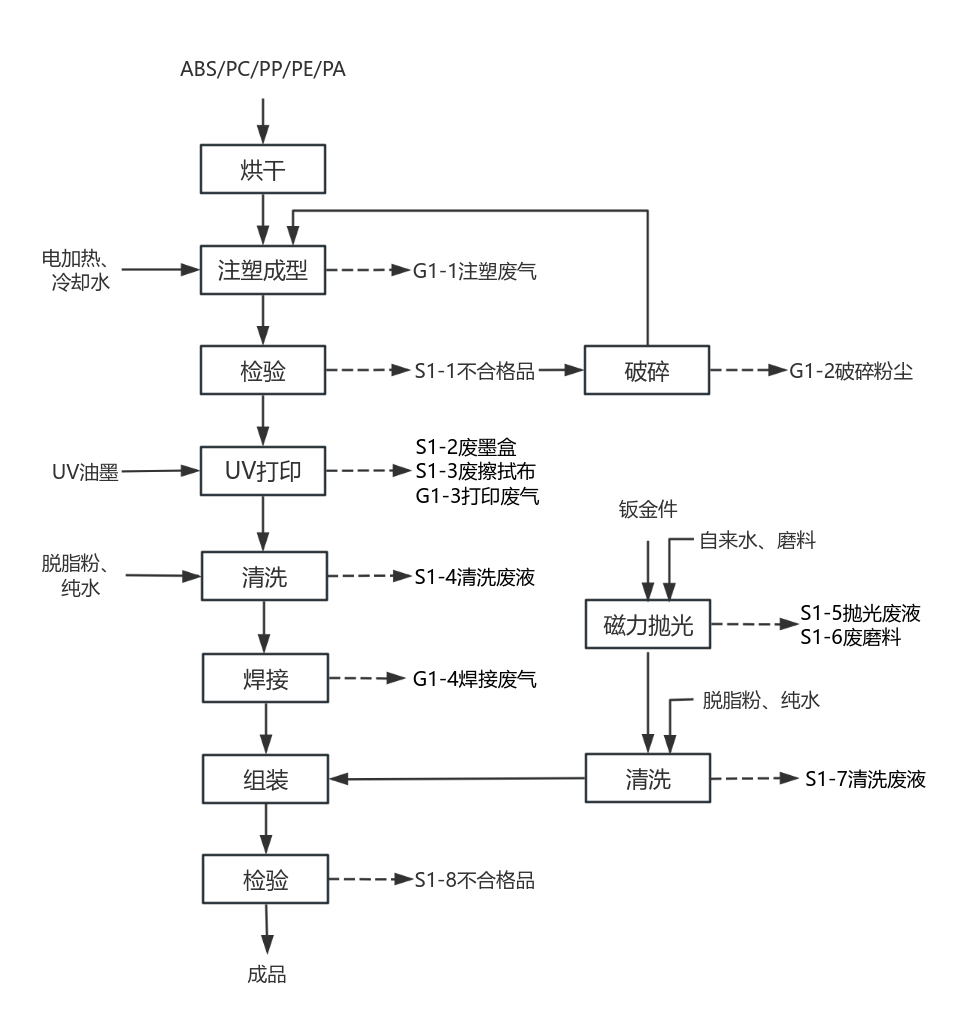 ABS/PC/PP/PE/PA
烘干
电加热、
冷却水
注塑成型
G1-1注塑废气
检验
S1-1不合格品
破碎
G1-2破碎粉尘
UV油墨
UV打印
S1-2废墨盒
S1-3废擦拭布
G1-3打印废气
钣金件
自来水、磨料
脱脂粉、
纯水
清洗
S1-4清洗废液
磁力抛光
S1-5抛光废液
S1-6废磨料
焊接
G1-4焊接废气
脱脂粉、纯水
组装
清洗
S1-7清洗废液
检验
S1-8不合格品
成品